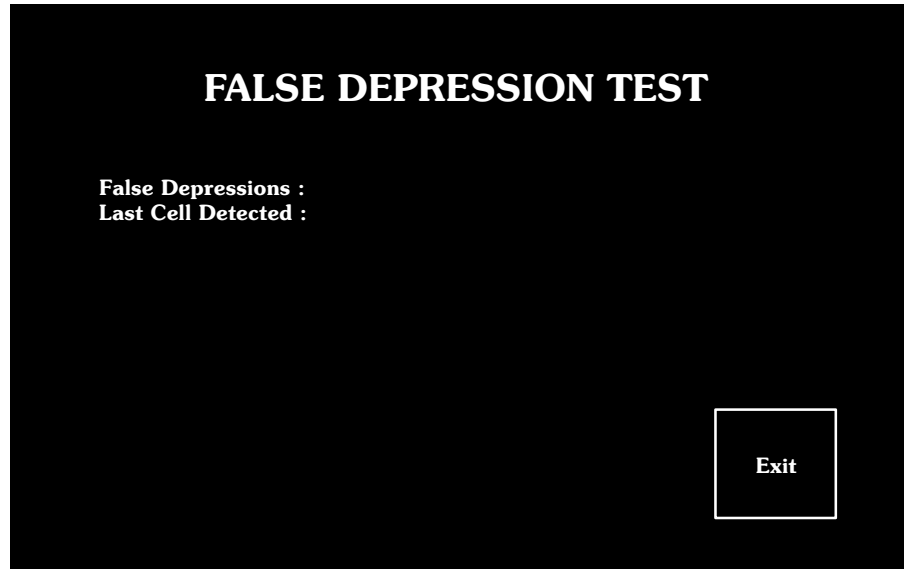 FALSE DEPRESSION TEST
False Depressions :
Last Cell Detected :
Exit